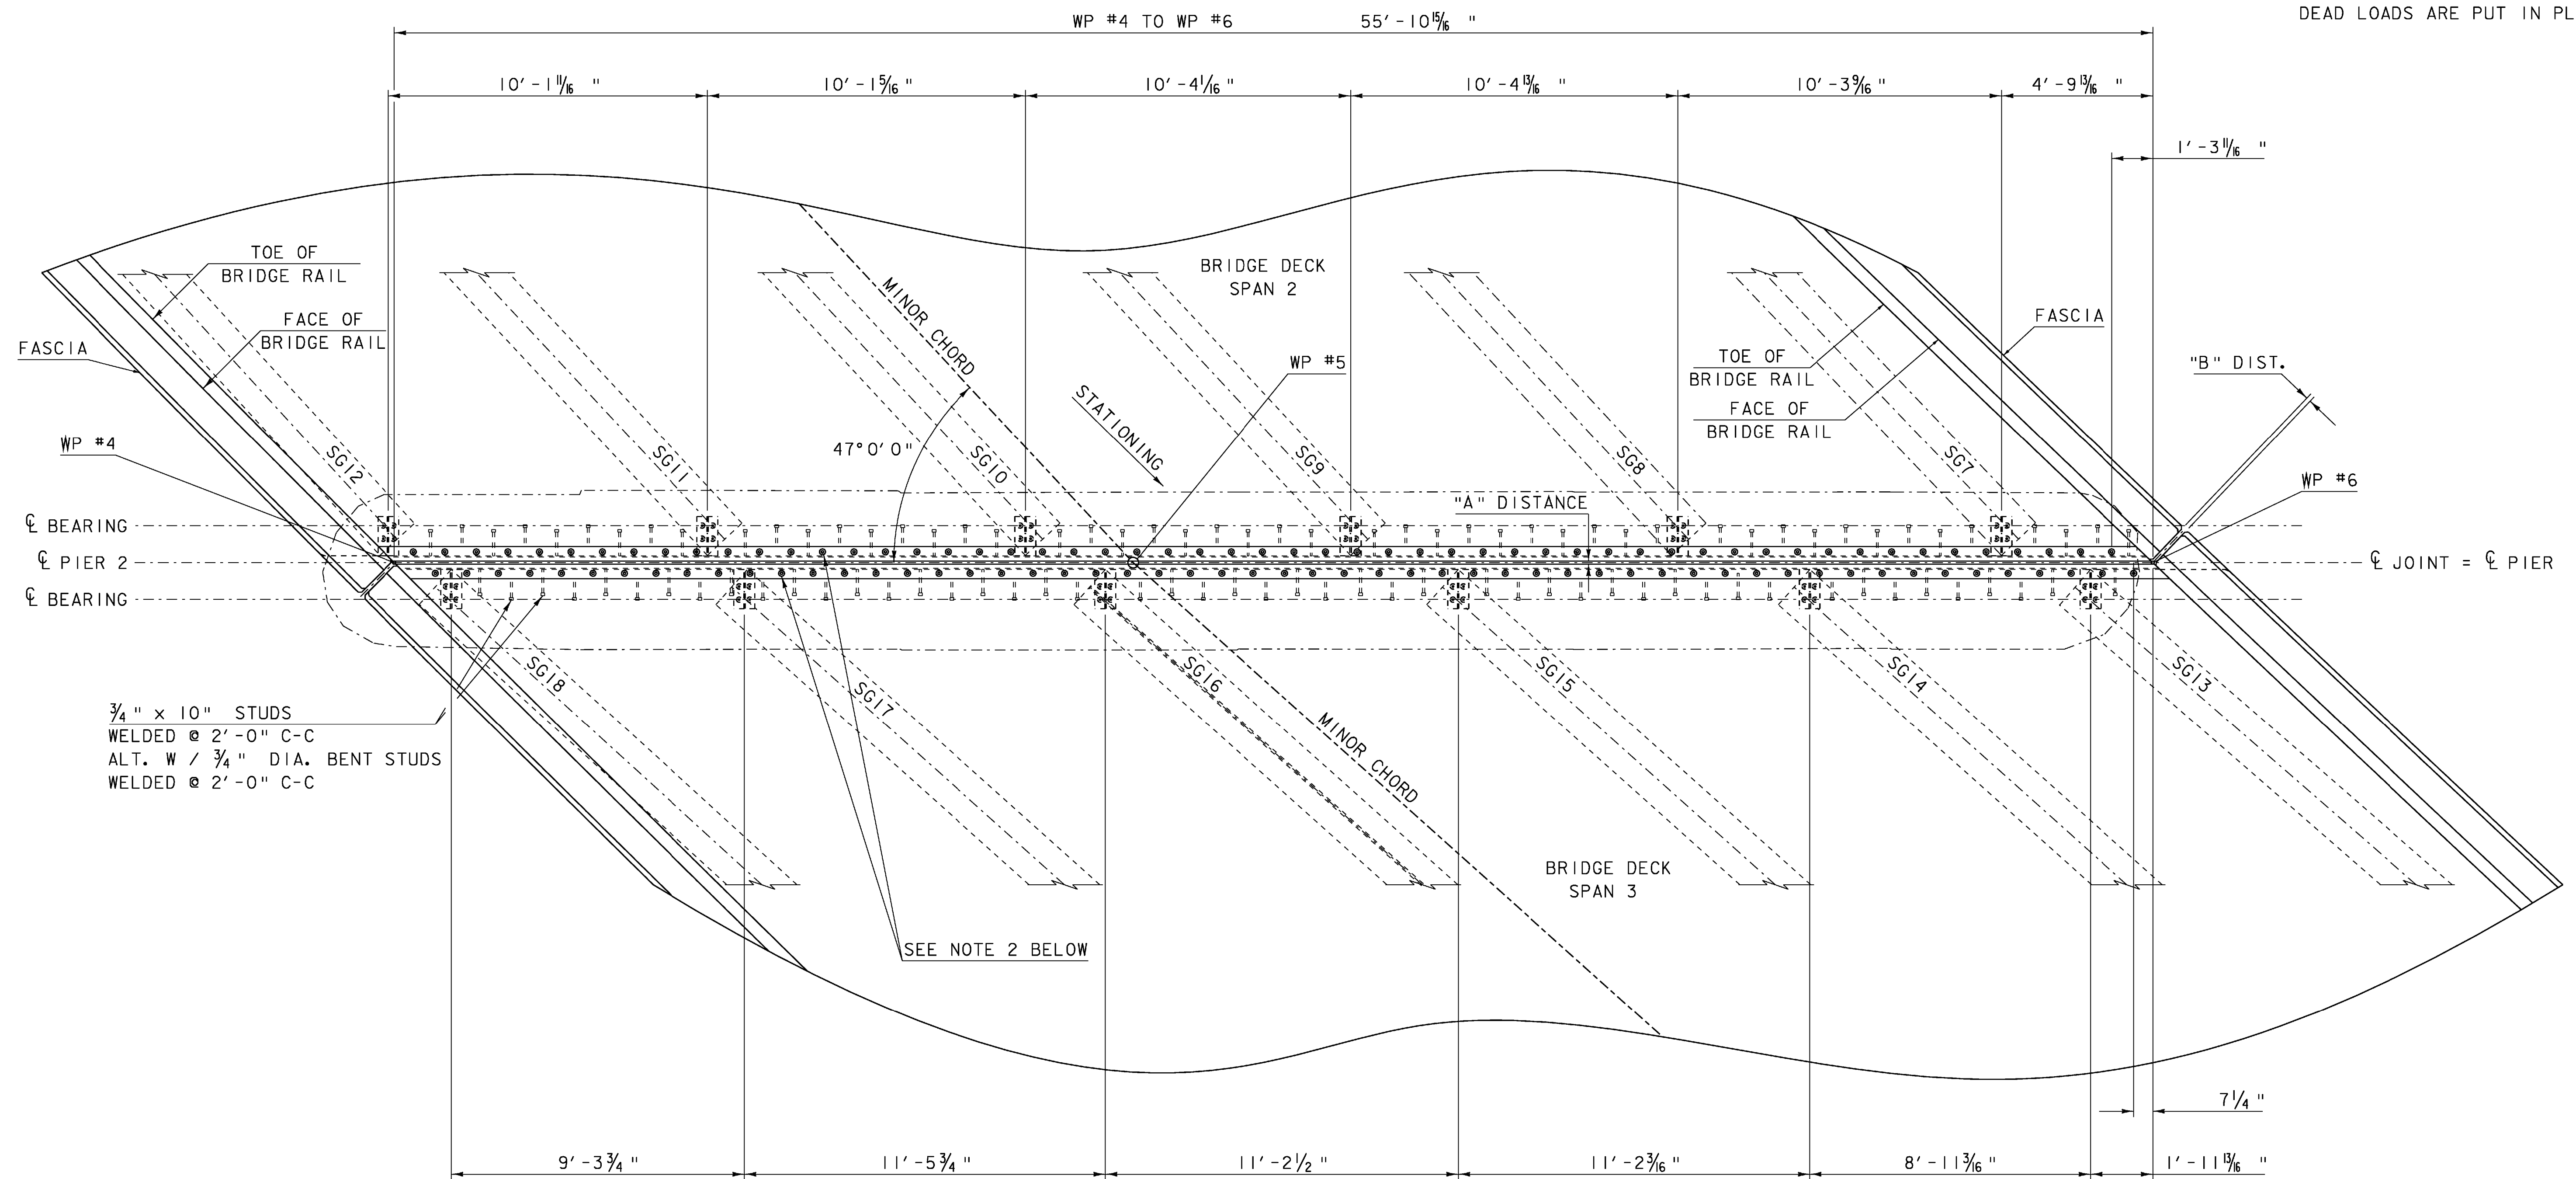 DEAD LOADS ARE PUT IN PL
WP #4 TO WP #6 55'-10 15/16 "
10'-1 11/16 " 10'-1 5/16 " 10'-4 1/16 " 10'-4 13/16 " 10'-3 9/16 " 4'-9 13/16 "
1'-3 11/16 "
TOE OF
BRIDGE RAIL
FACE OF
BRIDGE RAIL
FASCIA
MINOR CHORD
BRIDGE DECK
SPAN 2
FASCIA
TOE OF
BRIDGE RAIL
FACE OF
BRIDGE RAIL
"B" DIST.
WP #5
STATIONING
WP #4
47°0'0"
SG12
SG11
SG10
SG9
SG8
SG7
"A" DISTANCE
WP #6
℄ BEARING
℄ PIER 2
℄ JOINT = ℄ PIER
℄ BEARING
SG18
SG17
SG16
SG15
SG14
SG13
3/4 " x 10" STUDS
WELDED @ 2'-0" C-C
ALT. W / 3/4 " DIA. BENT STUDS
WELDED @ 2'-0" C-C
MINOR CHORD
BRIDGE DECK
SPAN 3
SEE NOTE 2 BELOW
7 1/4 "
9'-3 3/4 " 11'-5 3/4 " 11'-2 1/2 " 11'-2 3/16 " 8'-11 3/16 " 1'-11 13/16 "